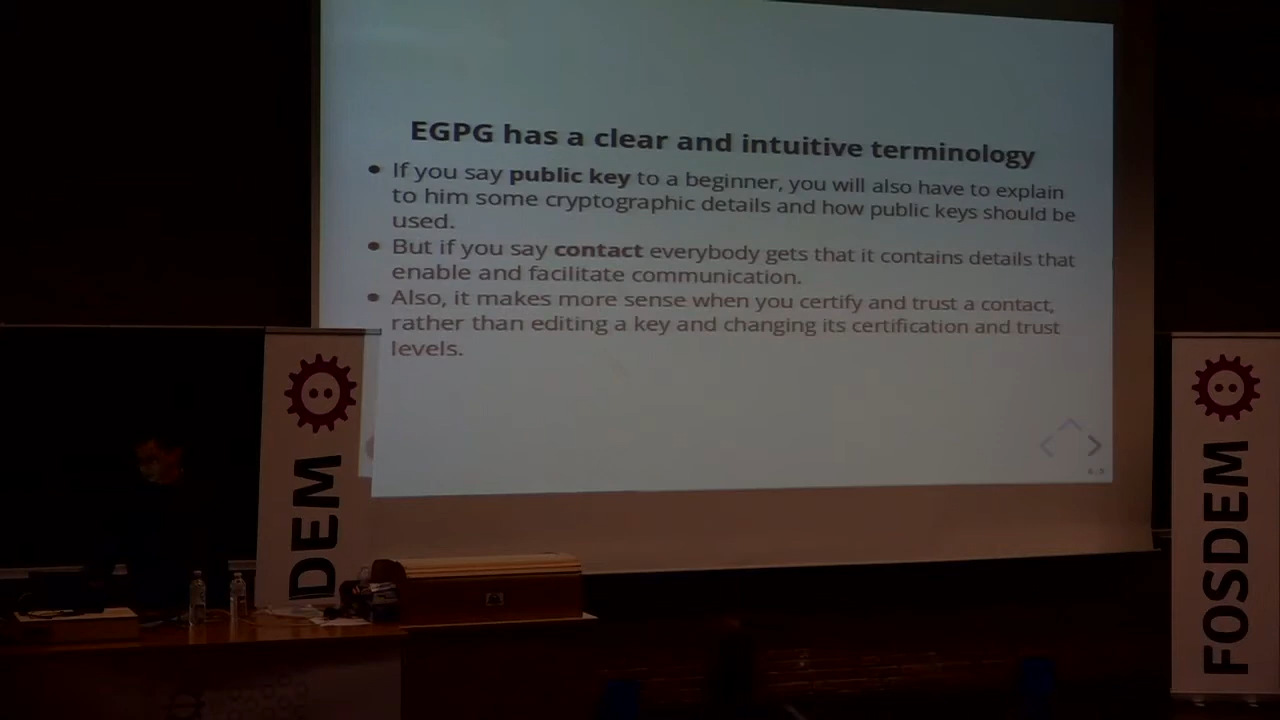 EGPG has a clear and intuitive terminology
If you say public key to a beginner, you will also have to explain
to him some cryptographic details and how public keys should be
used.
But if you say contact everybody gets that it contains details that
enable and facilitate communication.
Also, it makes more sense when you certify and trust a contact,
rather than editing a key and changing its certification and trust
levels.
DEM
FOSDEM